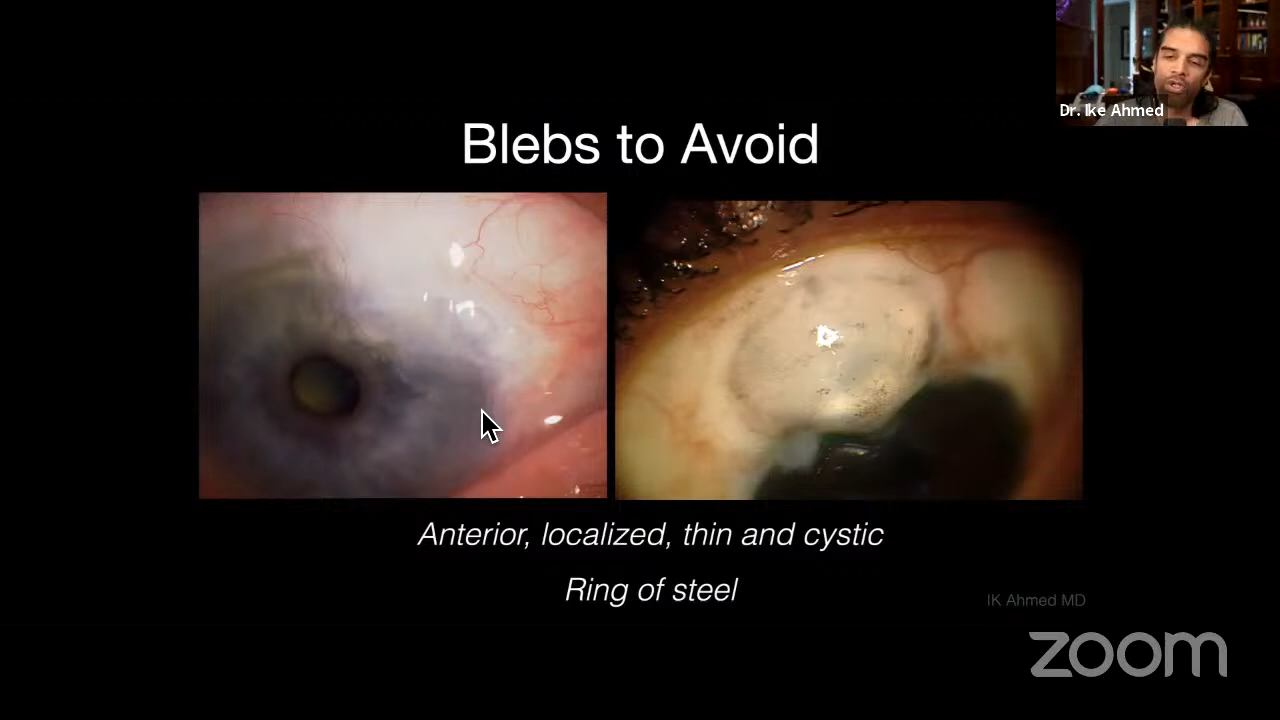 Dr. Ike Ahmed
Blebs to Avoid
Anterior, localized, thin and cystic
Ring of steel
IK Ahmed MD
zoom